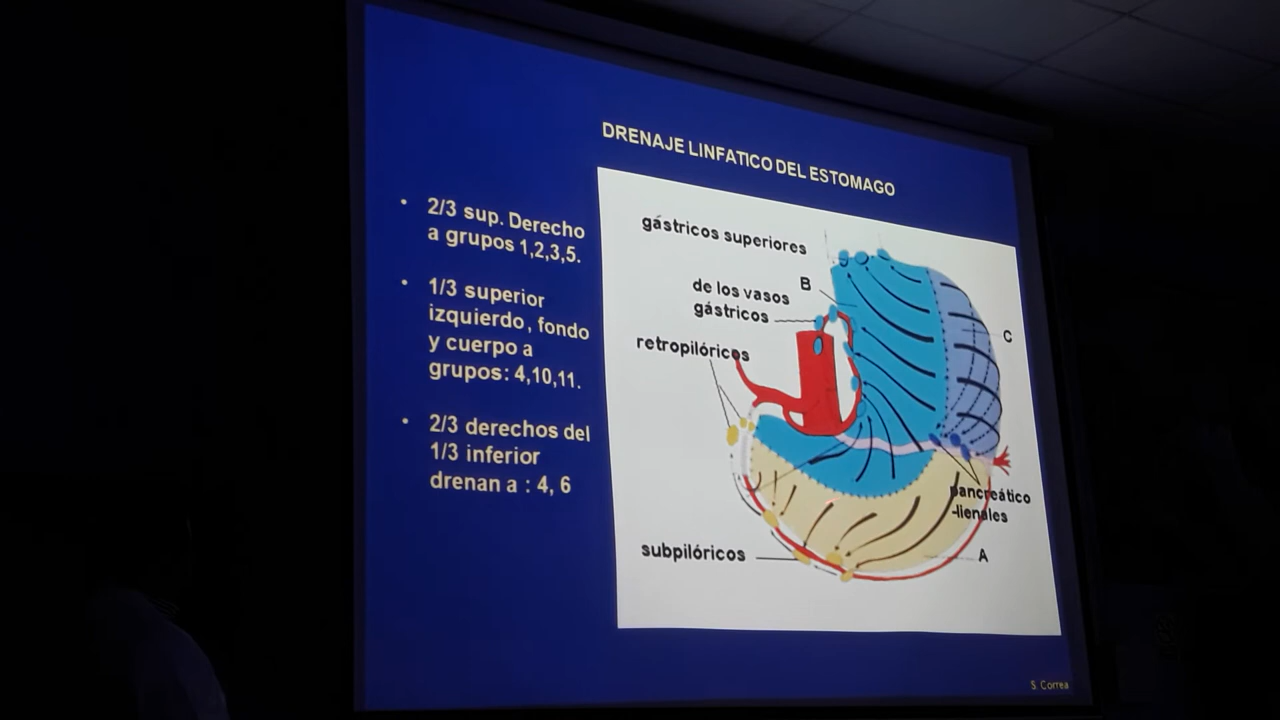 DRENAJE LINFATICO DEL ESTOMAGO
• 2/3 sup. Derecho
a grupos 1,2,3,5.
• 1/3 superior
izquierdo, fondo
y cuerpo a
grupos: 4,10,11.
• 2/3 derechos del
1/3 inferior
drenan a : 4, 6
gástricos superiores
B
de los vasos
gástricos
C
retropilóricos
pancreático
-lienales
subpilóricos
A
S. Correa